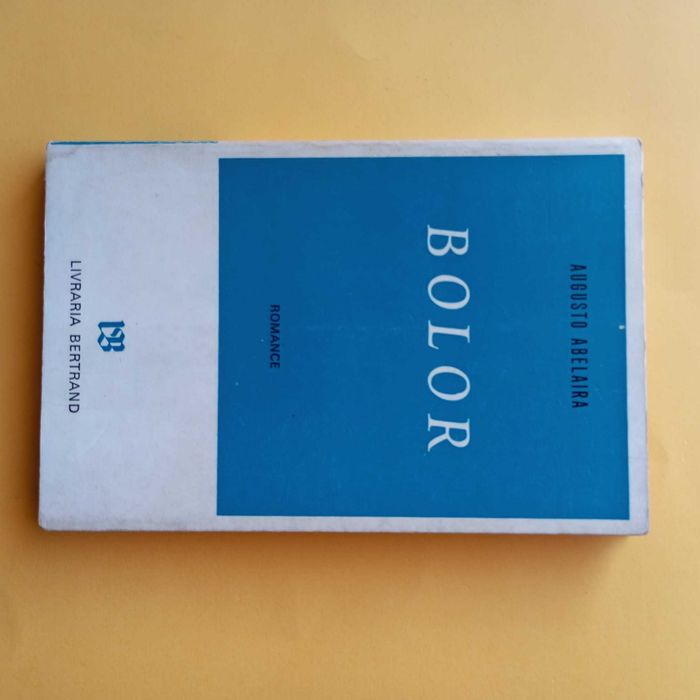 AUGUSTO ABELAIRA
BOLOR
ROMANCE
LB
LIVRARIA BERTRAND